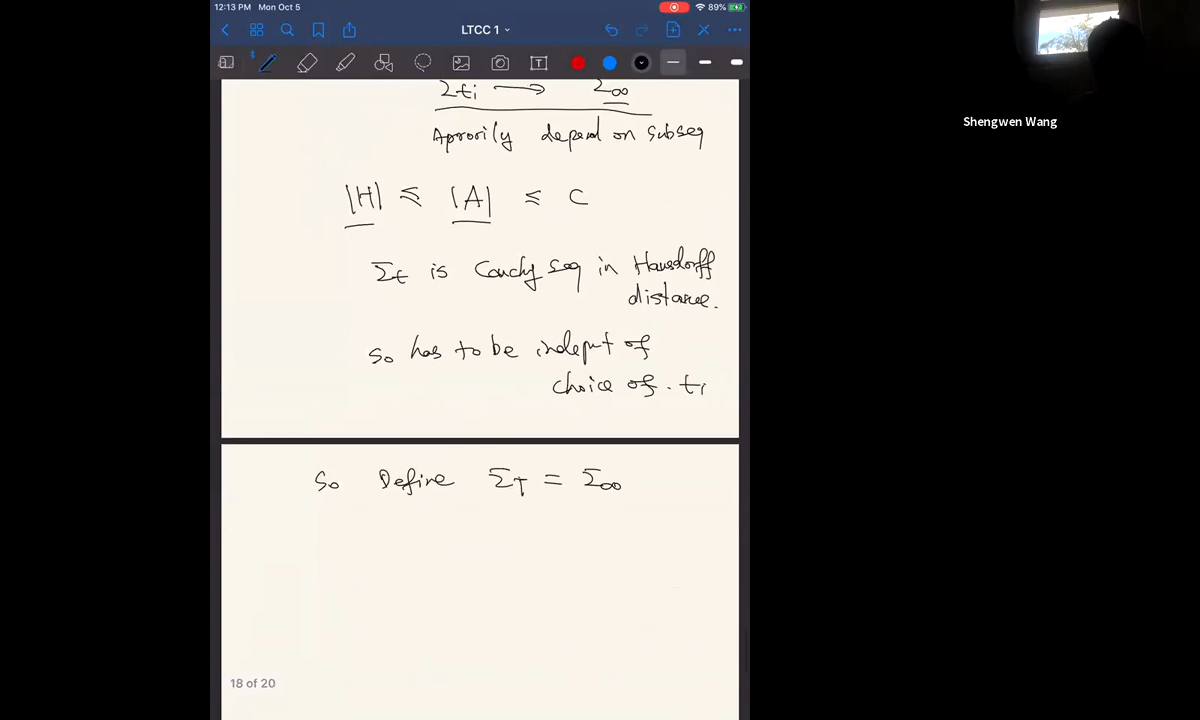 12:13 PM Mon Oct 5
89%
LTCC 1
Σti → Σ∞
Apriorily depend on subseq
|H| ≤ |A| ≤ C
Σt is Cauchy seq in Hausdorff
distance.
so has to be indept of
choice of. ti
So Define ΣT = Σ∞
18 of 20
Shengwen Wang